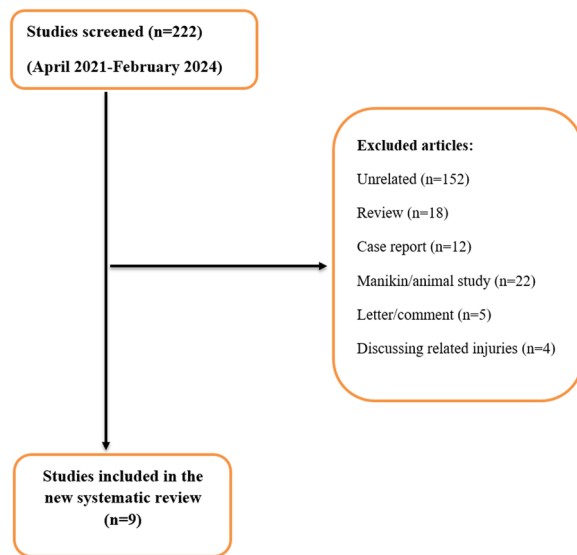 Studies screened (n=222)
(April 2021-February 2024)
Excluded articles:
Unrelated (n=152)
Review (n=18)
Case report (n=12)
Manikin/animal study (n=22)
Letter/comment (n=5)
Discussing related injuries (n=4)
Studies included in the
new systematic review
(n=9)